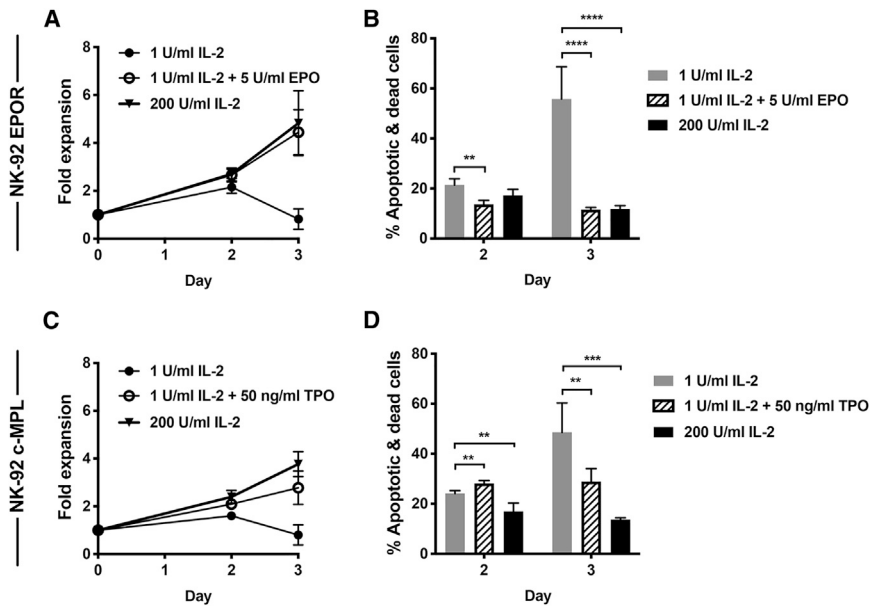 A
NK-92 EPOR
Fold expansion
8
6
4
2
0
0 1 2 3
Day
1 U/ml IL-2
1 U/ml IL-2 + 5 U/ml EPO
200 U/ml IL-2
B
% Apoptotic & dead cells
80
60
40
20
0
**
****
****
2 3
Day
1 U/ml IL-2
1 U/ml IL-2 + 5 U/ml EPO
200 U/ml IL-2
C
NK-92 c-MPL
Fold expansion
8
6
4
2
0
0 1 2 3
Day
1 U/ml IL-2
1 U/ml IL-2 + 50 ng/ml TPO
200 U/ml IL-2
D
% Apoptotic & dead cells
80
60
40
20
0
**
**
***
**
2 3
Day
1 U/ml IL-2
1 U/ml IL-2 + 50 ng/ml TPO
200 U/ml IL-2